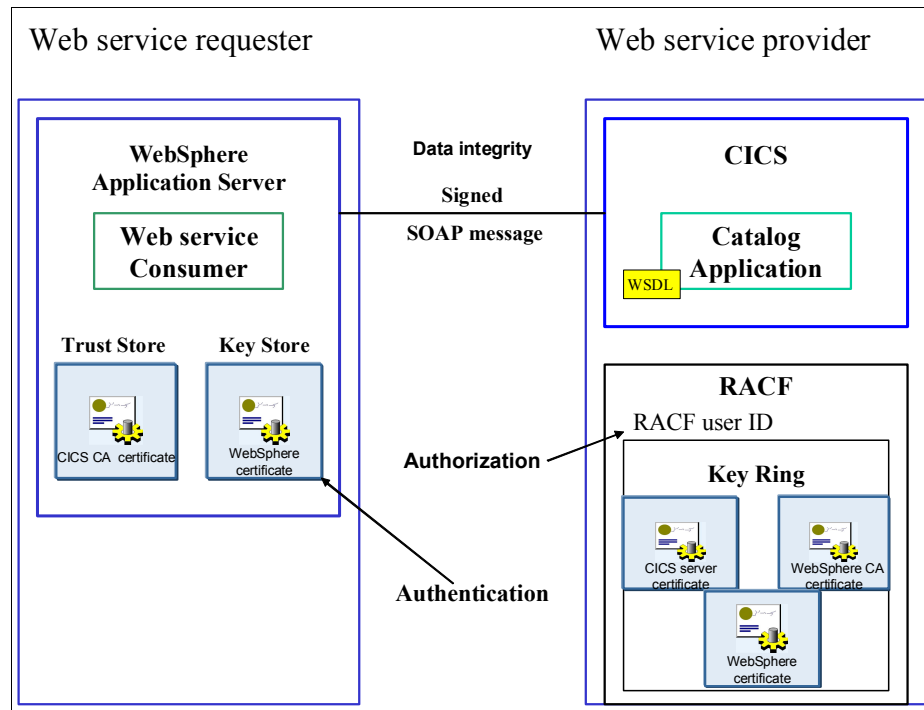 Web service requester
WebSphere
Application Server
Web service
Consumer
Trust Store
CICS CA certificate
Key Store
WebSphere
certificate
Data integrity
Signed
SOAP message
Authorization
Authentication
Web service provider
CICS
Catalog
Application
WSDL
RACF
RACF user ID
Key Ring
CICS server
certificate
WebSphere CA
certificate
WebSphere
certificate